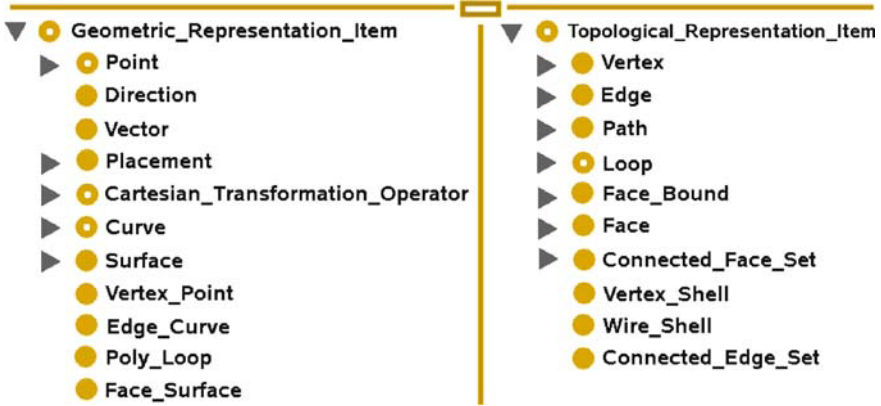 Geometric_Representation_Item
Point
Direction
Vector
Placement
Cartesian_Transformation_Operator
Curve
Surface
Vertex_Point
Edge_Curve
Poly_Loop
Face_Surface
Topological_Representation_Item
Vertex
Edge
Path
Loop
Face_Bound
Face
Connected_Face_Set
Vertex_Shell
Wire_Shell
Connected_Edge_Set